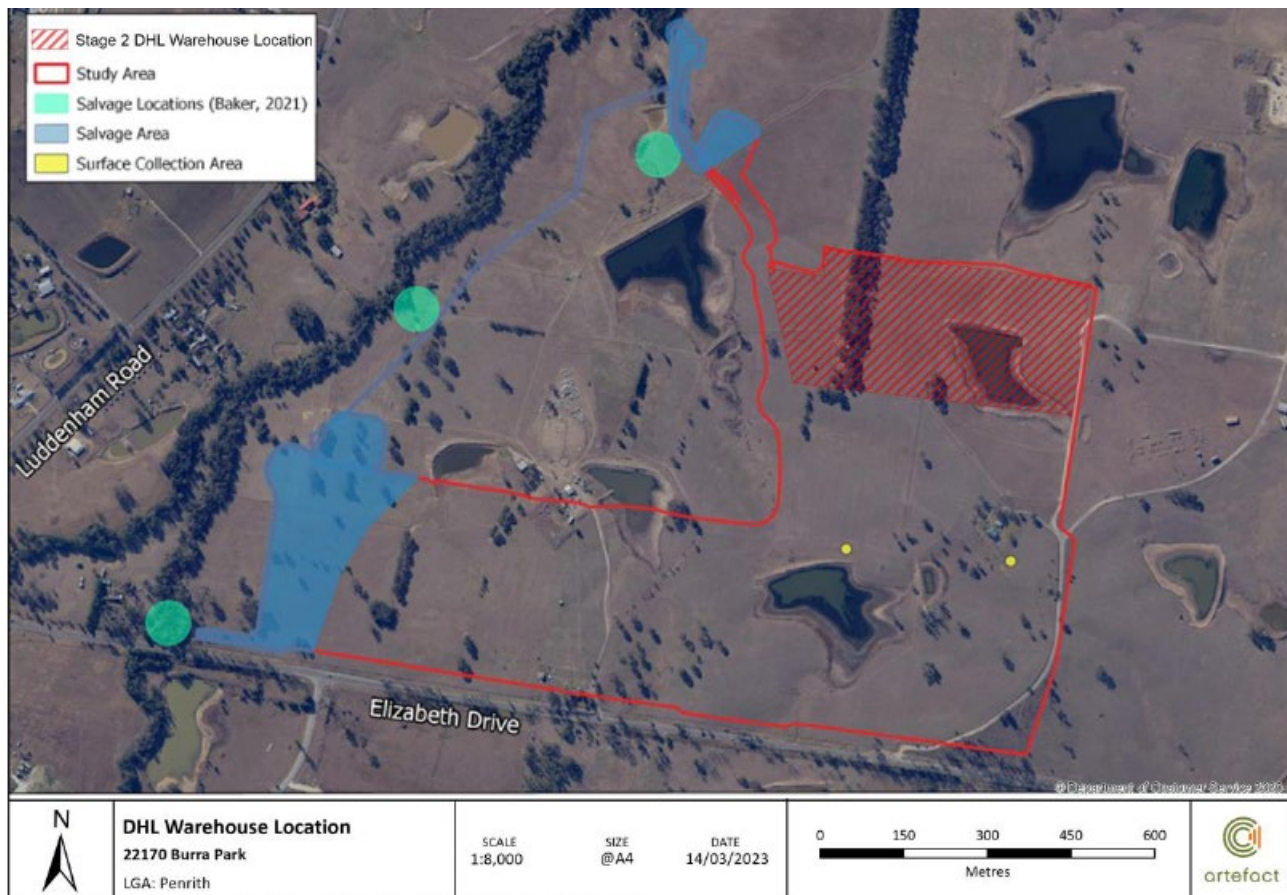 Stage 2 DHL Warehouse Location
Study Area
Salvage Locations (Baker, 2021)
Salvage Area
Surface Collection Area
Luddenham Road
Elizabeth Drive
© Department of Customer Service 2020
N
DHL Warehouse Location
22170 Burra Park
LGA: Penrith
SCALE
1:8,000
SIZE
@A4
DATE
14/03/2023
0 150 300 450 600
Metres
artefact